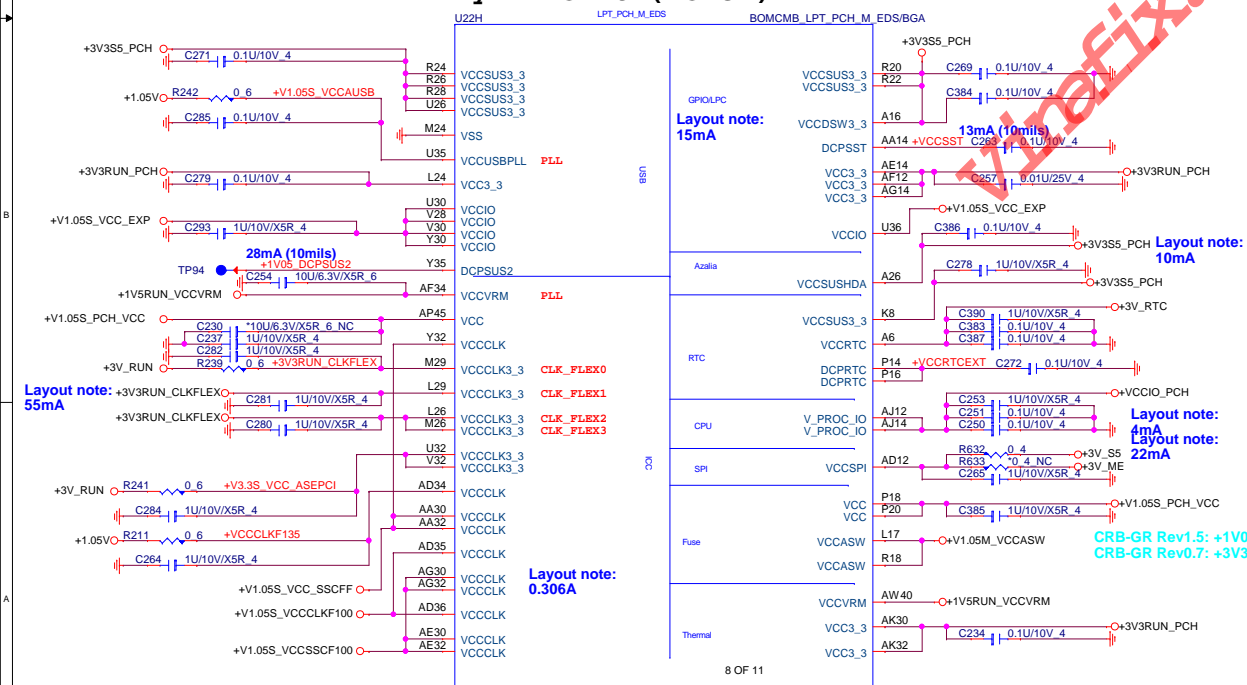 U22H
LPT_PCH_M_EDS
BOMCMB_LPT_PCH_M_EDS/BGA
+3V3S5_PCH
C271 0.1U/10V_4
R24 VCCSUS3_3
R26 VCCSUS3_3
R28 VCCSUS3_3
U26 VCCSUS3_3
+1.05V R242 0_6 +V1.05S_VCCAUSB
C285 0.1U/10V_4
M24 VSS
U35 VCCUSBPLL PLL
+3V3RUN_PCH
C279 0.1U/10V_4
L24 VCC3_3
+V1.05S_VCC_EXP
C293 1U/10V/X5R_4
U30 VCCIO
V28 VCCIO
V30 VCCIO
Y30 VCCIO
28mA (10mils)
TP94 +1V05_DCPSUS2
Y35 DCPSUS2
C254 10U/6.3V/X5R_6
+1V5RUN_VCCVRM
AF34 VCCVRM PLL
+V1.05S_PCH_VCC
AP45 VCC
C230 *10U/6.3V/X5R_6_NC
C237 1U/10V/X5R_4
C282 1U/10V/X5R_4
Y32 VCCCLK
+3V_RUN R239 0_6 +3V3RUN_CLKFLEX
M29 VCCCLK3_3 CLK_FLEX0
Layout note:
55mA
+3V3RUN_CLKFLEX
L29 VCCCLK3_3 CLK_FLEX1
C281 1U/10V/X5R_4
+3V3RUN_CLKFLEX
L26 VCCCLK3_3 CLK_FLEX2
M26 VCCCLK3_3 CLK_FLEX3
C280 1U/10V/X5R_4
U32 VCCCLK3_3
V32 VCCCLK3_3
+3V_RUN R241 0_6 +V3.3S_VCC_ASEPCI
AD34 VCCCLK
C284 1U/10V/X5R_4
AA30 VCCCLK
AA32 VCCCLK
+1.05V R211 0_6 +VCCCLKF135
AD35 VCCCLK
C264 1U/10V/X5R_4
AG30 VCCCLK
AG32 VCCCLK
+V1.05S_VCC_SSCFF
+V1.05S_VCCCLKF100
AD36 VCCCLK
AE30 VCCCLK
AE32 VCCCLK
+V1.05S_VCCSSCF100
Layout note:
0.306A
USB
ICC
GPIO/LPC
Layout note:
15mA
Azalia
RTC
CPU
SPI
Fuse
Thermal
8 OF 11
+3V3S5_PCH
VCCSUS3_3 R20
VCCSUS3_3 R22
C269 0.1U/10V_4
C384 0.1U/10V_4
VCCDSW3_3 A16
13mA (10mils)
DCPSST AA14 +VCCSST C263 0.1U/10V_4
VCC3_3 AE14
VCC3_3 AF12
VCC3_3 AG14
+3V3RUN_PCH
C257 0.01U/25V_4
+V1.05S_VCC_EXP
VCCIO U36
C386 0.1U/10V_4
+3V3S5_PCH
Layout note:
10mA
VCCSUSHDA A26
C278 1U/10V/X5R_4
+3V3S5_PCH
VCCSUS3_3 K8
+3V_RTC
C390 1U/10V/X5R_4
C383 0.1U/10V_4
C387 0.1U/10V_4
VCCRTC A6
DCPRTC P14 +VCCRTCEXT C272 0.1U/10V_4
DCPRTC P16
+VCCIO_PCH
C253 1U/10V/X5R_4
C251 0.1U/10V_4
C250 0.1U/10V_4
V_PROC_IO AJ12
V_PROC_IO AJ14
Layout note:
4mA
Layout note:
22mA
R632 0_4 +3V_S5
R633 *0_4_NC +3V_ME
VCCSPI AD12
C265 1U/10V/X5R_4
VCC P18
VCC P20
+V1.05S_PCH_VCC
C385 1U/10V/X5R_4
VCCASW L17
+V1.05M_VCCASW
VCCASW R18
CRB-GR Rev1.5: +1V0
CRB-GR Rev0.7: +3V3
VCCVRM AW40 +1V5RUN_VCCVRM
VCC3_3 AK30
+3V3RUN_PCH
C234 0.1U/10V_4
VCC3_3 AK32
B
A